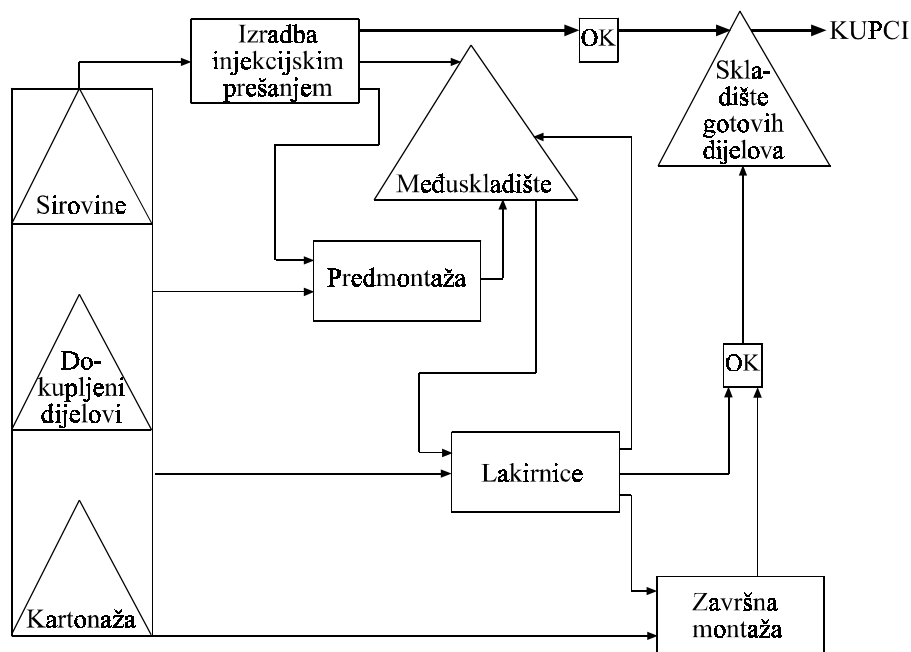 Izradba
injekcijskim
prešanjem
OK
KUPCI
Skla-
dište
gotovih
dijelova
Sirovine
Međuskladište
Predmontaža
Do-
kupljeni
dijelovi
OK
Lakirnice
Kartonaža
Završna
montaža